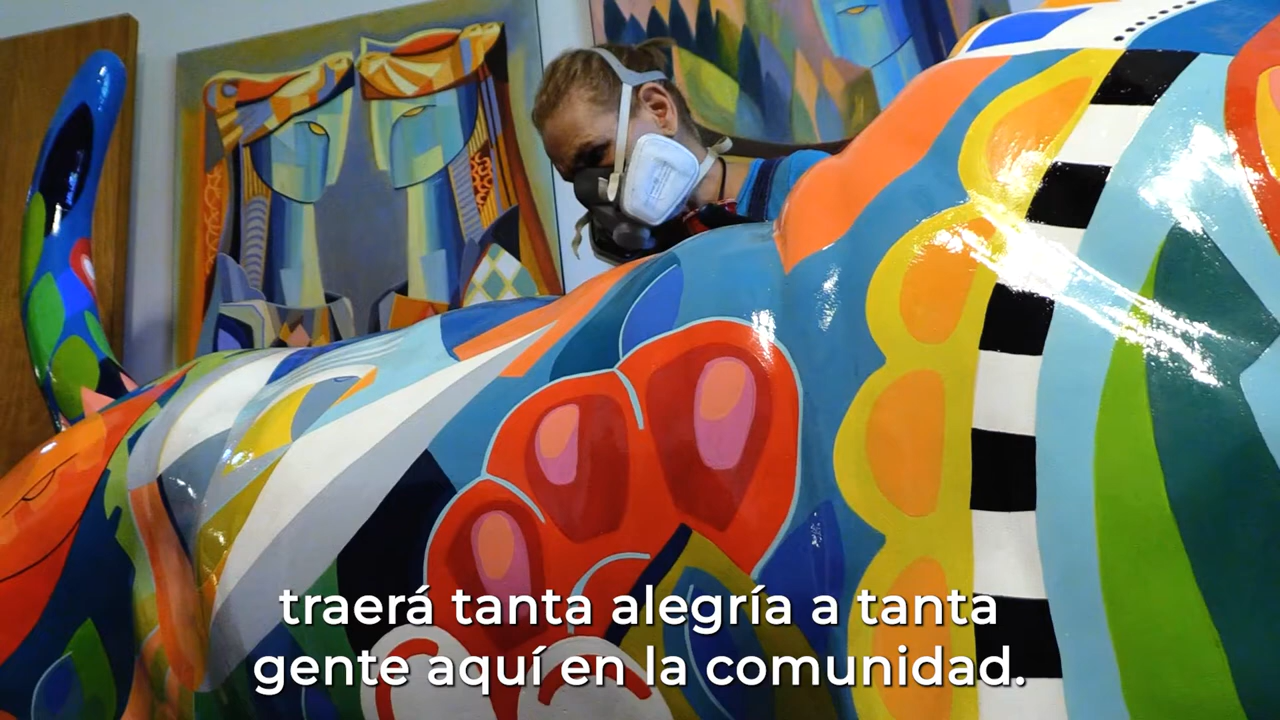 traerá tanta alegría a tanta
gente aquí en la comunidad.